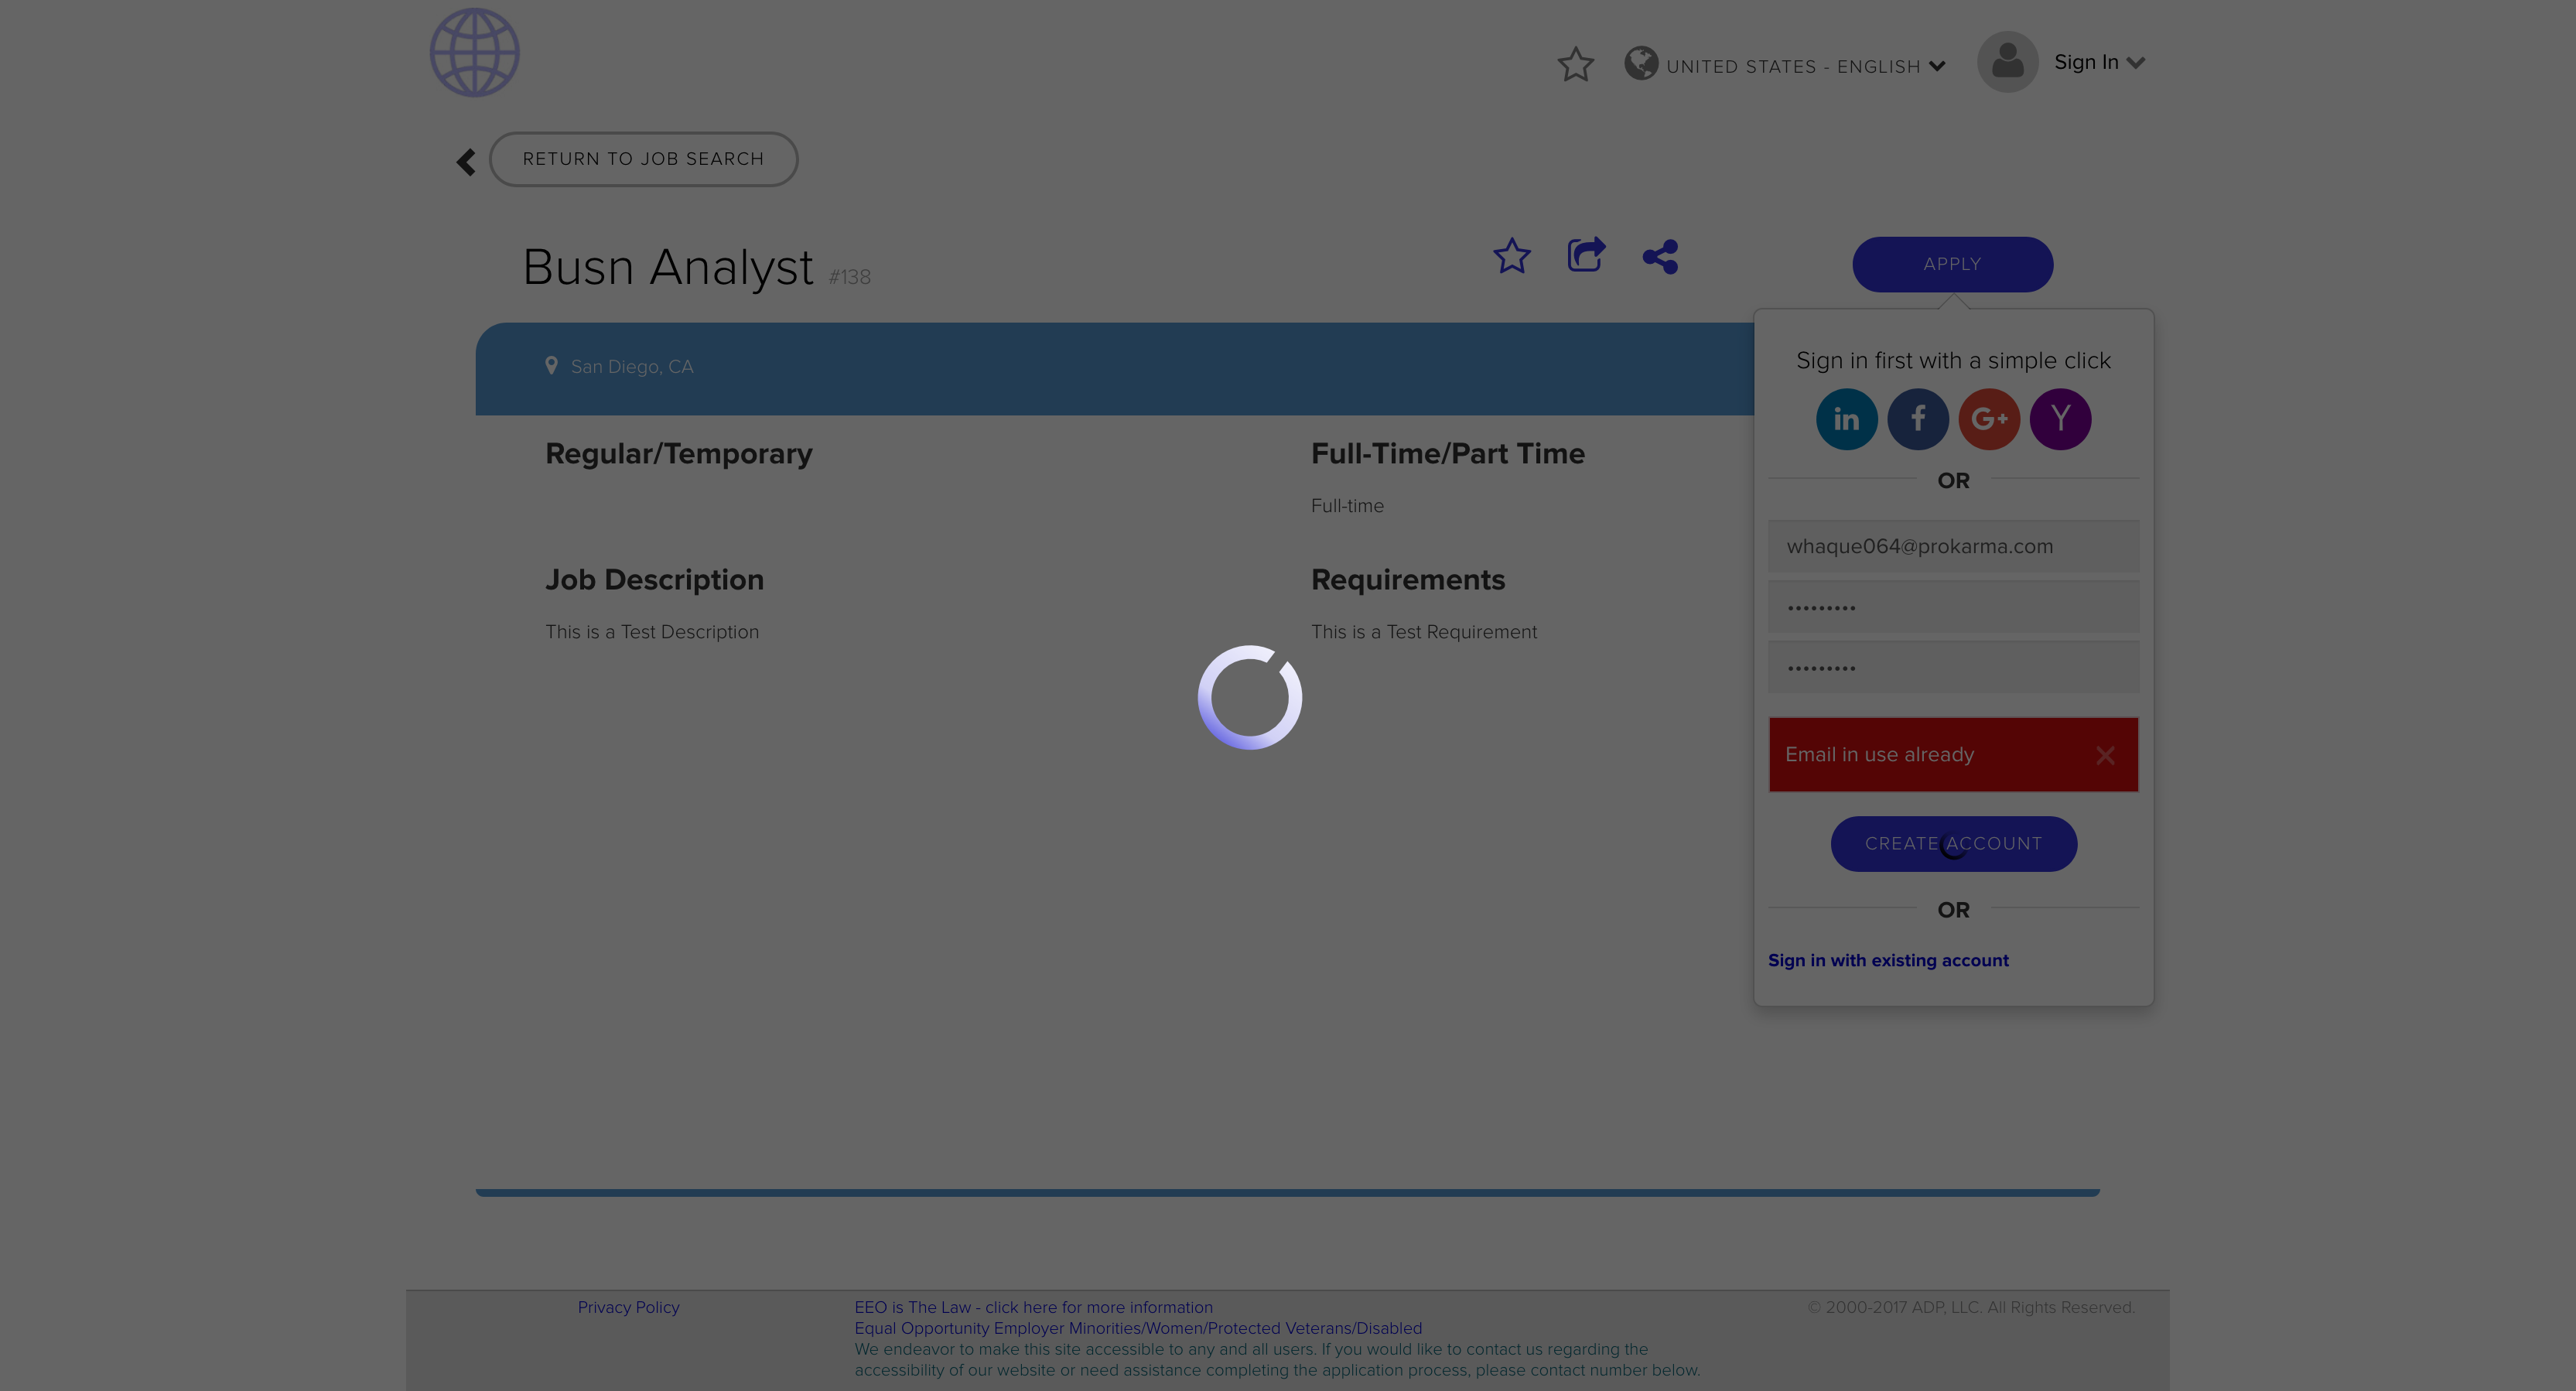 UNITED STATES - ENGLISH
Sign In
RETURN TO JOB SEARCH
Busn Analyst #138
APPLY
San Diego, CA
Regular/Temporary
Full-Time/Part Time
Full-time
Job Description
Requirements
This is a Test Description
This is a Test Requirement
Sign in first with a simple click
in f G+ Y
OR
whaque064@prokarma.com
•••••••••
•••••••••
Email in use already
CREATE ACCOUNT
OR
Sign in with existing account
Privacy Policy
EEO is The Law - click here for more information
Equal Opportunity Employer Minorities/Women/Protected Veterans/Disabled
We endeavor to make this site accessible to any and all users. If you would like to contact us regarding the
accessibility of our website or need assistance completing the application process, please contact number below.
© 2000-2017 ADP, LLC. All Rights Reserved.